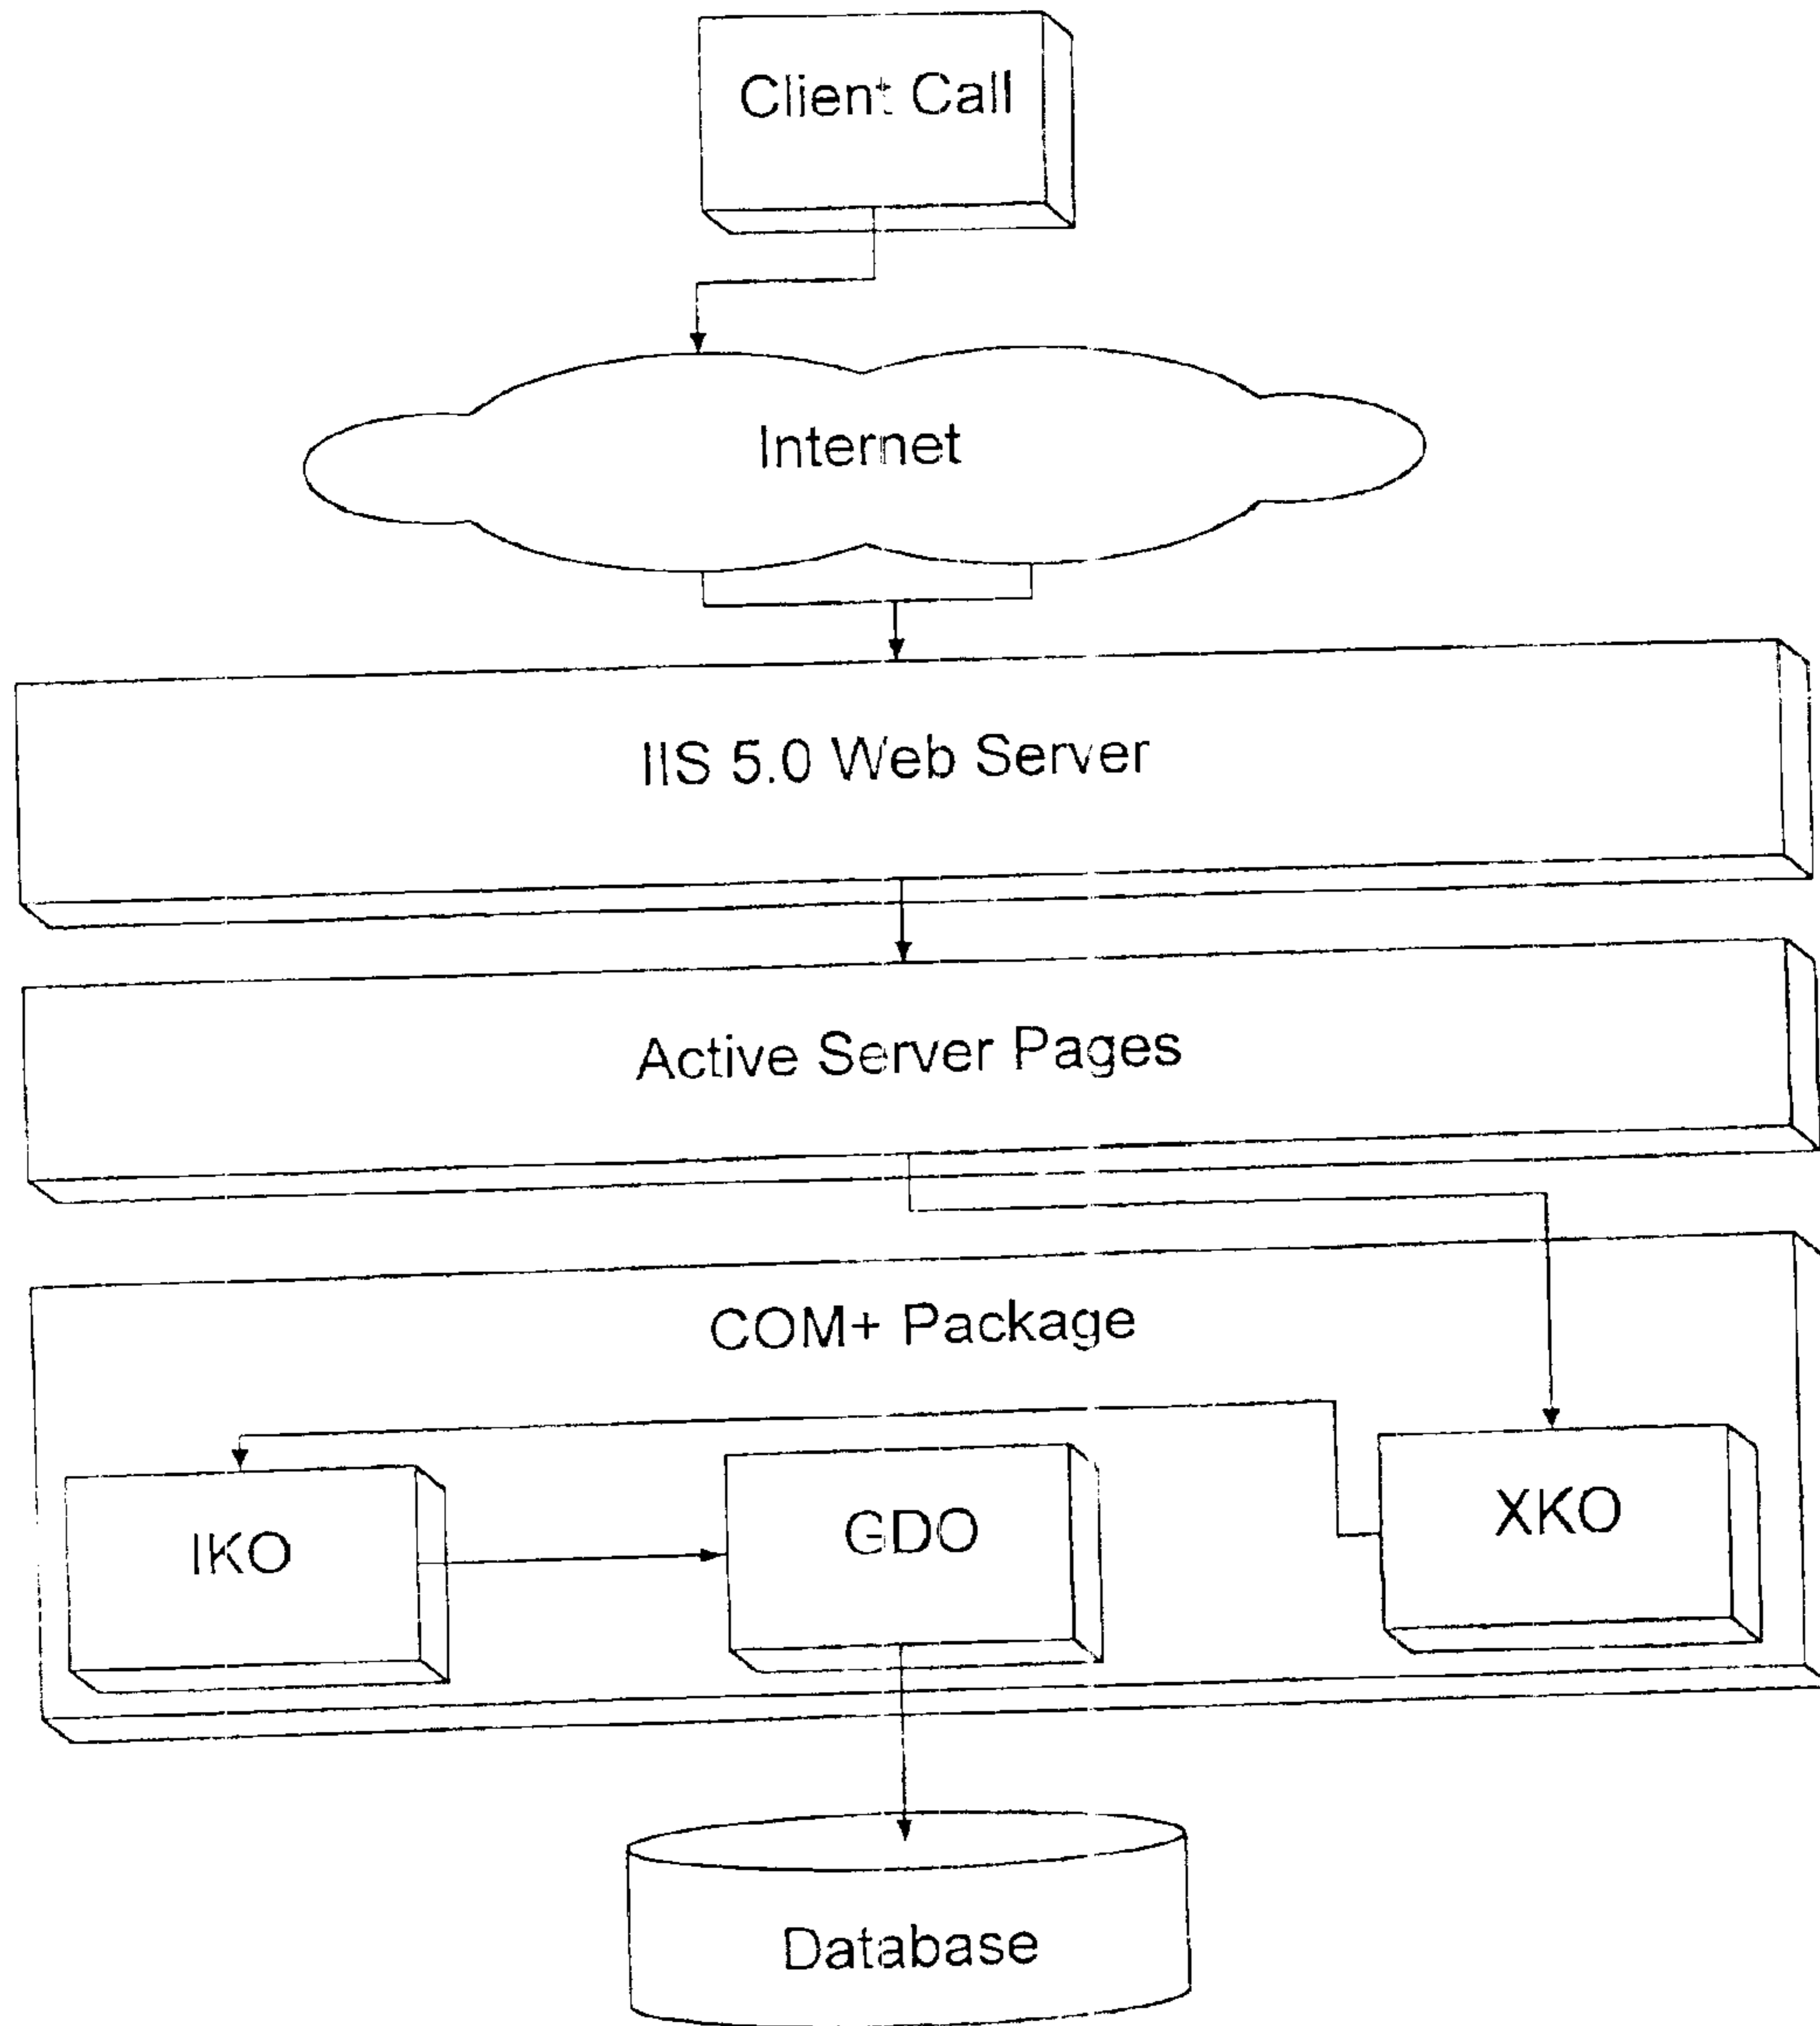 Client Call
Internet
IIS 5.0 Web Server
Active Server Pages
COM+ Package
IKO
GDO
XKO
Database